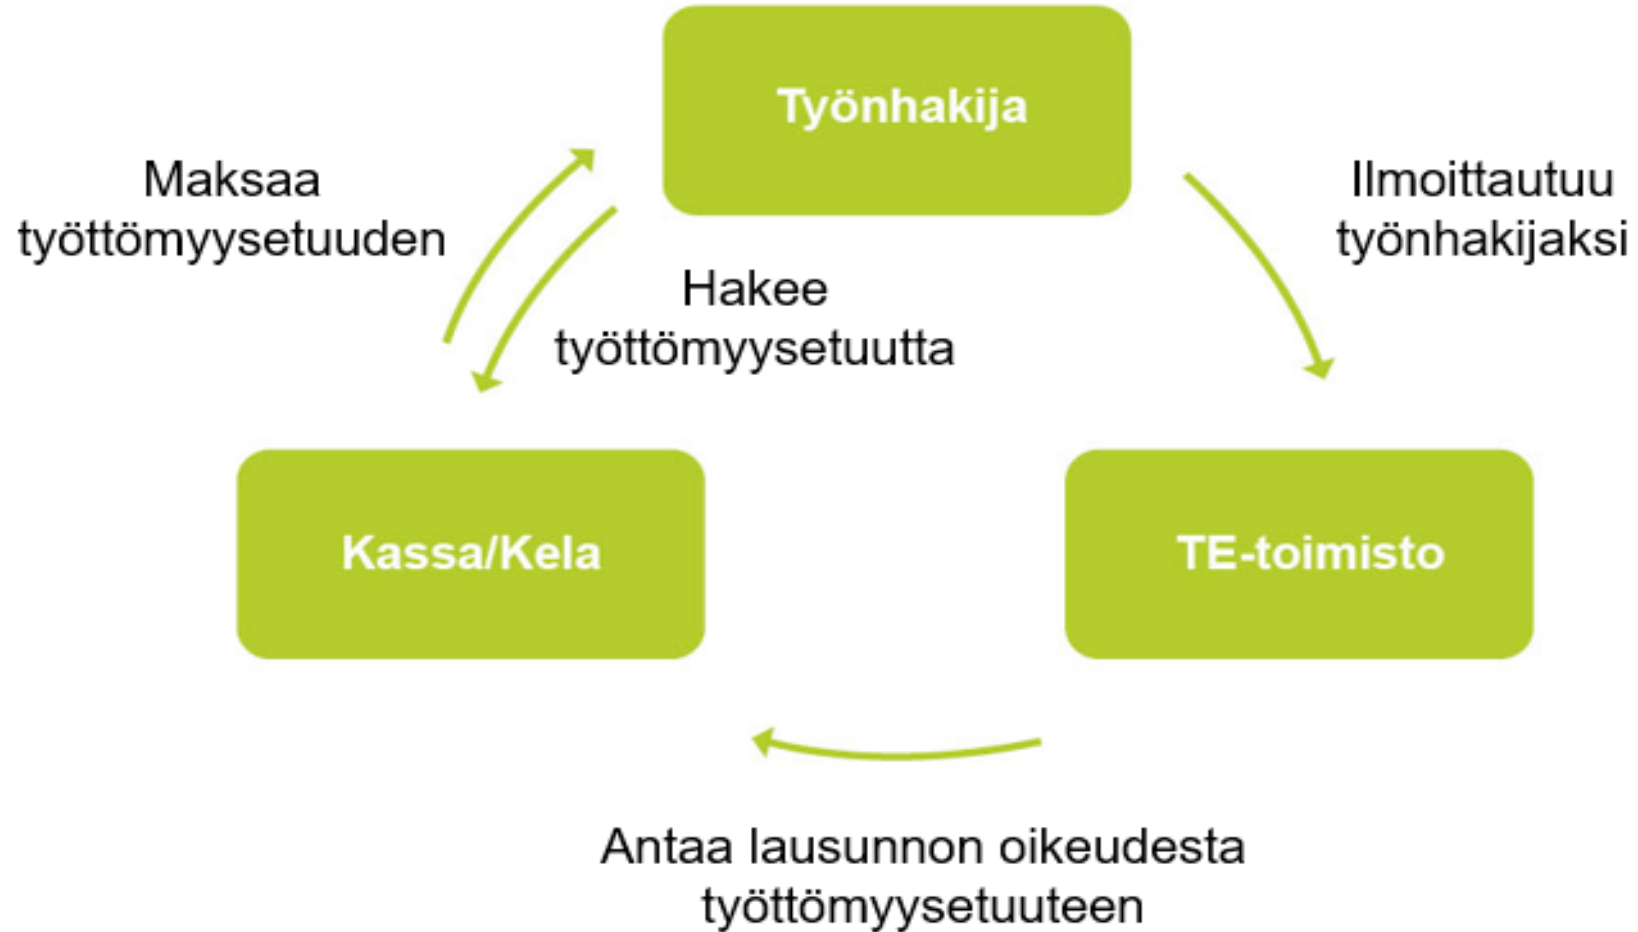 Työnhakija
Maksaa
työttömyysetuuden
Ilmoittautuu
työnhakijaksi
Hakee
työttömyysetuutta
Kassa/Kela
TE-toimisto
Antaa lausunnon oikeudesta
työttömyysetuuteen